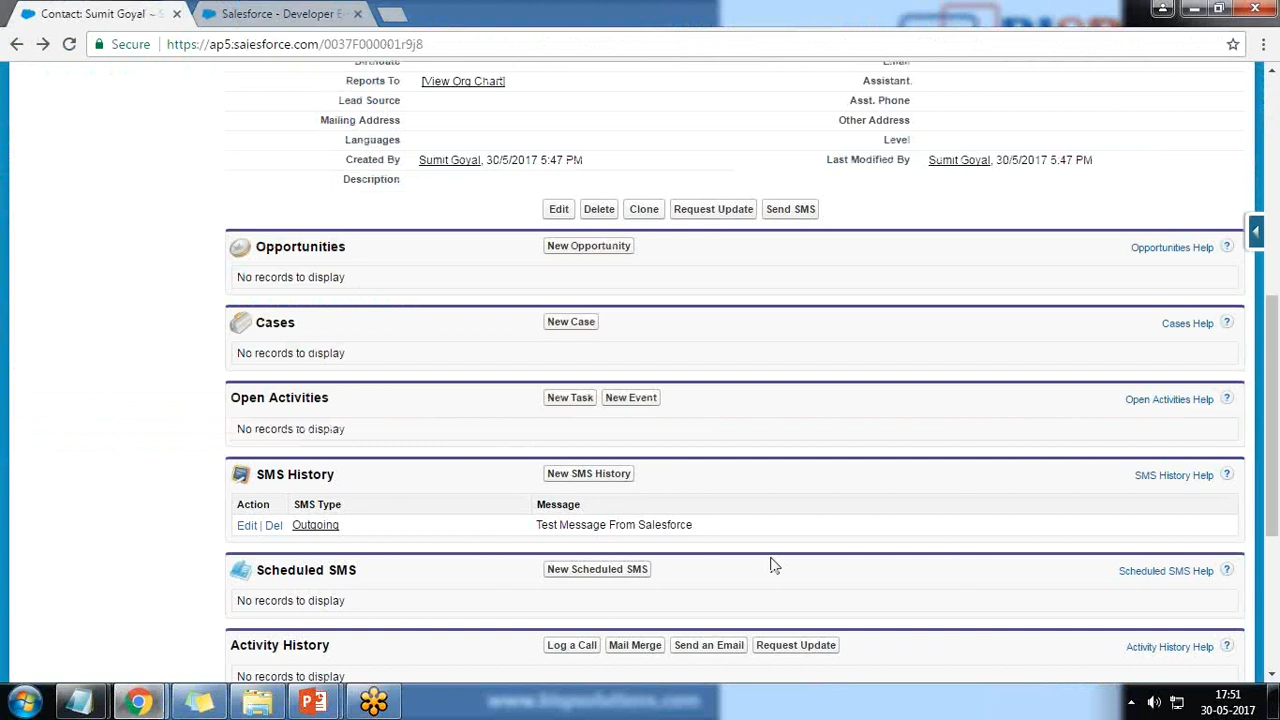 Contact: Sumit Goyal ~ S
Salesforce - Developer E
Secure https://ap5.salesforce.com/0037F000001r9j8
Birthdate Email
Reports To [View Org Chart] Assistant
Lead Source Asst. Phone
Mailing Address Other Address
Languages Level
Created By Sumit Goyal, 30/5/2017 5:47 PM Last Modified By Sumit Goyal, 30/5/2017 5:47 PM
Description
Edit Delete Clone Request Update Send SMS
Opportunities New Opportunity Opportunities Help ?
No records to display
Cases New Case Cases Help ?
No records to display
Open Activities New Task New Event Open Activities Help ?
No records to display
SMS History New SMS History SMS History Help ?
Action SMS Type Message
Edit | Del Outgoing Test Message From Salesforce
Scheduled SMS New Scheduled SMS Scheduled SMS Help ?
No records to display
Activity History Log a Call Mail Merge Send an Email Request Update Activity History Help ?
No records to display
www.bispsolutions.com
17:51
30-05-2017